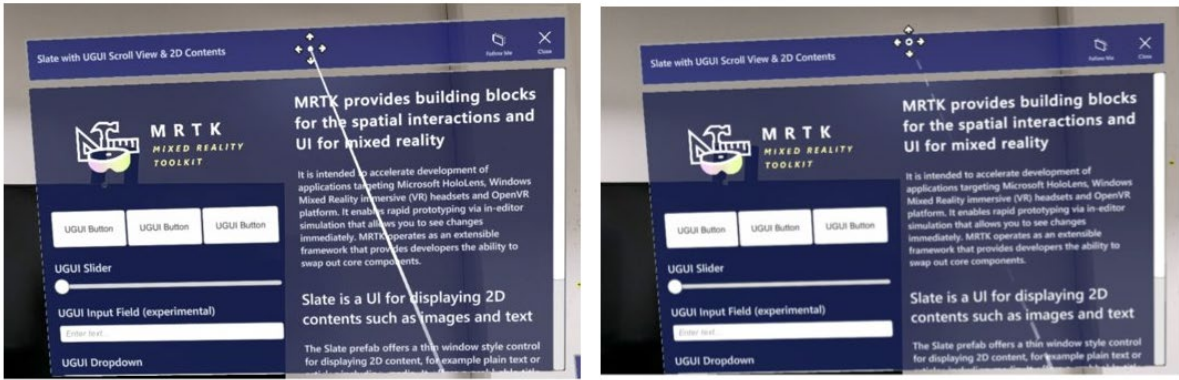 Slate with UGUI Scroll View & 2D Contents
Follow Me
Close
MRTK
MIXED REALITY
TOOLKIT
UGUI Button
UGUI Button
UGUI Button
UGUI Slider
UGUI Input Field (experimental)
Enter text...
UGUI Dropdown
MRTK provides building blocks
for the spatial interactions and
UI for mixed reality
It is intended to accelerate development of
applications targeting Microsoft HoloLens, Windows
Mixed Reality immersive (VR) headsets and OpenVR
platform. It enables rapid prototyping via in-editor
simulation that allows you to see changes
immediately. MRTK operates as an extensible
framework that provides developers the ability to
swap out core components.
Slate is a UI for displaying 2D
contents such as images and text
The Slate prefab offers a thin window style control
for displaying 2D content, for example plain text or
Slate with UGUI Scroll View & 2D Contents
Follow Me
Close
MRTK
MIXED REALITY
TOOLKIT
UGUI Button
UGUI Button
UGUI Button
UGUI Slider
UGUI Input Field (experimental)
Enter text...
UGUI Dropdown
MRTK provides building blocks
for the spatial interactions and
UI for mixed reality
It is intended to accelerate development of
applications targeting Microsoft HoloLens, Windows
Mixed Reality immersive (VR) headsets and OpenVR
platform. It enables rapid prototyping via in-editor
simulation that allows you to see changes
immediately. MRTK operates as an extensible
framework that provides developers the ability to
swap out core components.
Slate is a UI for displaying 2D
contents such as images and text
The Slate prefab offers a thin window style control
for displaying 2D content, for example plain text or